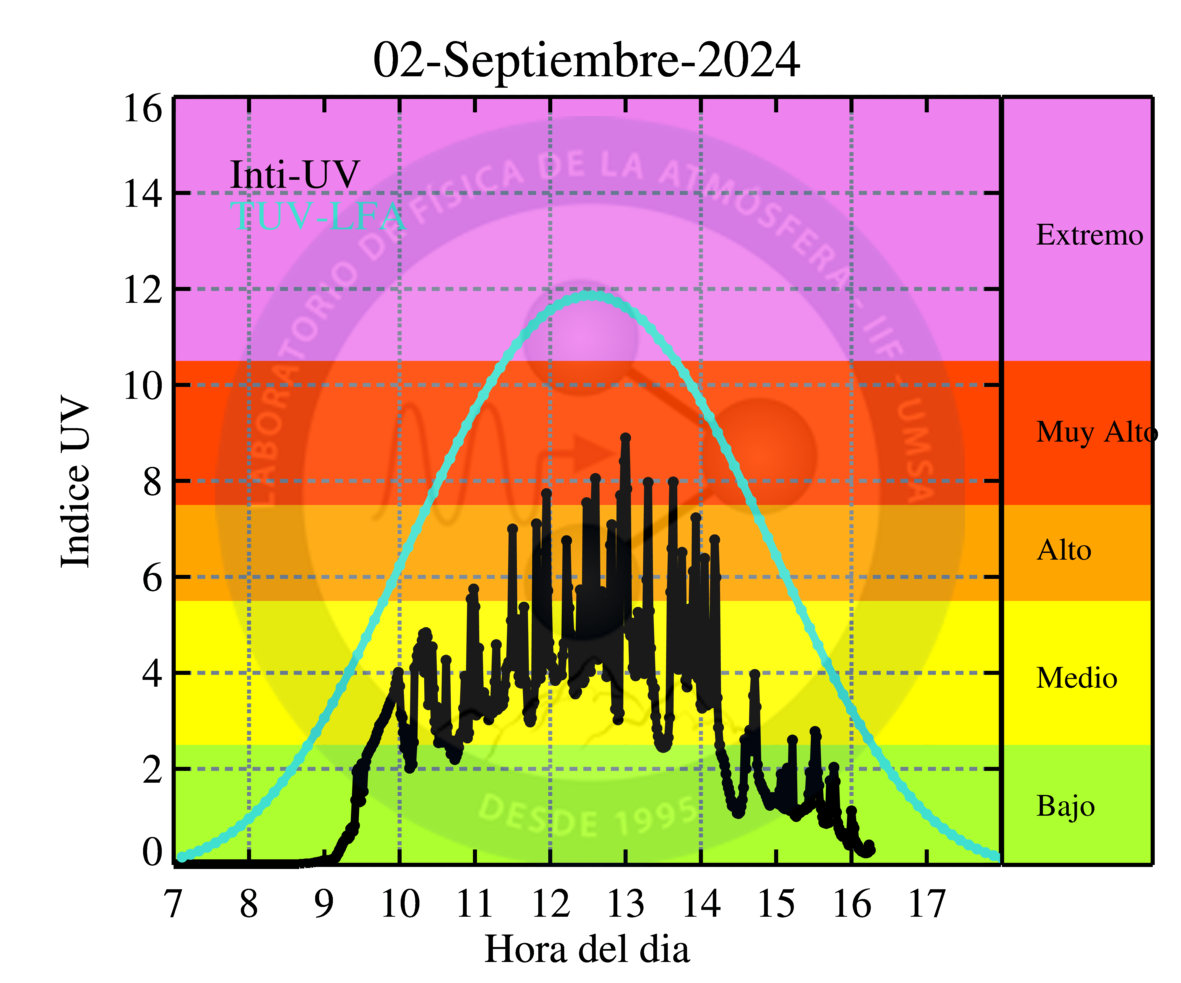 02-Septiembre-2024
16
14
12
10
8
6
4
2
0
Indice UV
Inti-UV
TUV-LFA
LABORATORIO DE FÍSICA DE LA ATMÓSFERA - IIF - UMSA
DESDE 1995
Extremo
Muy Alto
Alto
Medio
Bajo
7 8 9 10 11 12 13 14 15 16 17
Hora del dia